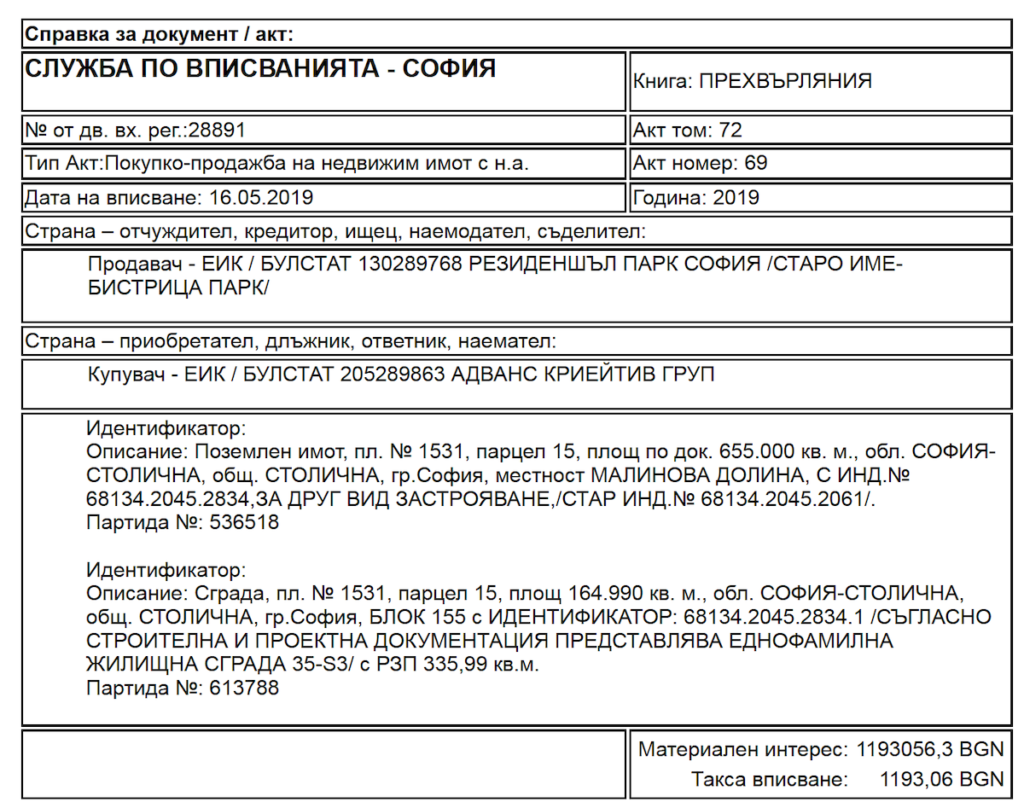 Справка за документ / акт:
СЛУЖБА ПО ВПИСВАНИЯТА - СОФИЯ
Книга: ПРЕХВЪРЛЯНИЯ
№ от дв. вх. рег.:28891
Акт том: 72
Тип Акт:Покупко-продажба на недвижим имот с н.а.
Акт номер: 69
Дата на вписване: 16.05.2019
Година: 2019
Страна – отчуждител, кредитор, ищец, наемодател, съделител:
Продавач - ЕИК / БУЛСТАТ 130289768 РЕЗИДЕНШЪЛ ПАРК СОФИЯ /СТАРО ИМЕ-
БИСТРИЦА ПАРК/
Страна – приобретател, длъжник, ответник, наемател:
Купувач - ЕИК / БУЛСТАТ 205289863 АДВАНС КРИЕЙТИВ ГРУП
Идентификатор:
Описание: Поземлен имот, пл. № 1531, парцел 15, площ по док. 655.000 кв. м., обл. СОФИЯ-
СТОЛИЧНА, общ. СТОЛИЧНА, гр.София, местност МАЛИНОВА ДОЛИНА, С ИНД.№
68134.2045.2834,ЗА ДРУГ ВИД ЗАСТРОЯВАНЕ,/СТАР ИНД.№ 68134.2045.2061/.
Партида №: 536518
Идентификатор:
Описание: Сграда, пл. № 1531, парцел 15, площ 164.990 кв. м., обл. СОФИЯ-СТОЛИЧНА,
общ. СТОЛИЧНА, гр.София, БЛОК 155 с ИДЕНТИФИКАТОР: 68134.2045.2834.1 /СЪГЛАСНО
СТРОИТЕЛНА И ПРОЕКТНА ДОКУМЕНТАЦИЯ ПРЕДСТАВЛЯВА ЕДНОФАМИЛНА
ЖИЛИЩНА СГРАДА 35-S3/ с РЗП 335,99 кв.м.
Партида №: 613788
Материален интерес: 1193056,3 BGN
Такса вписване: 1193,06 BGN